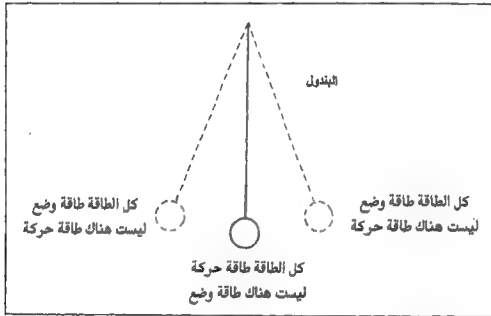 البندول
كل الطاقة طاقة وضع
ليست هناك طاقة حركة
كل الطاقة طاقة وضع
ليست هناك طاقة حركة
كل الطاقة طاقة حركة
ليست هناك طاقة وضع